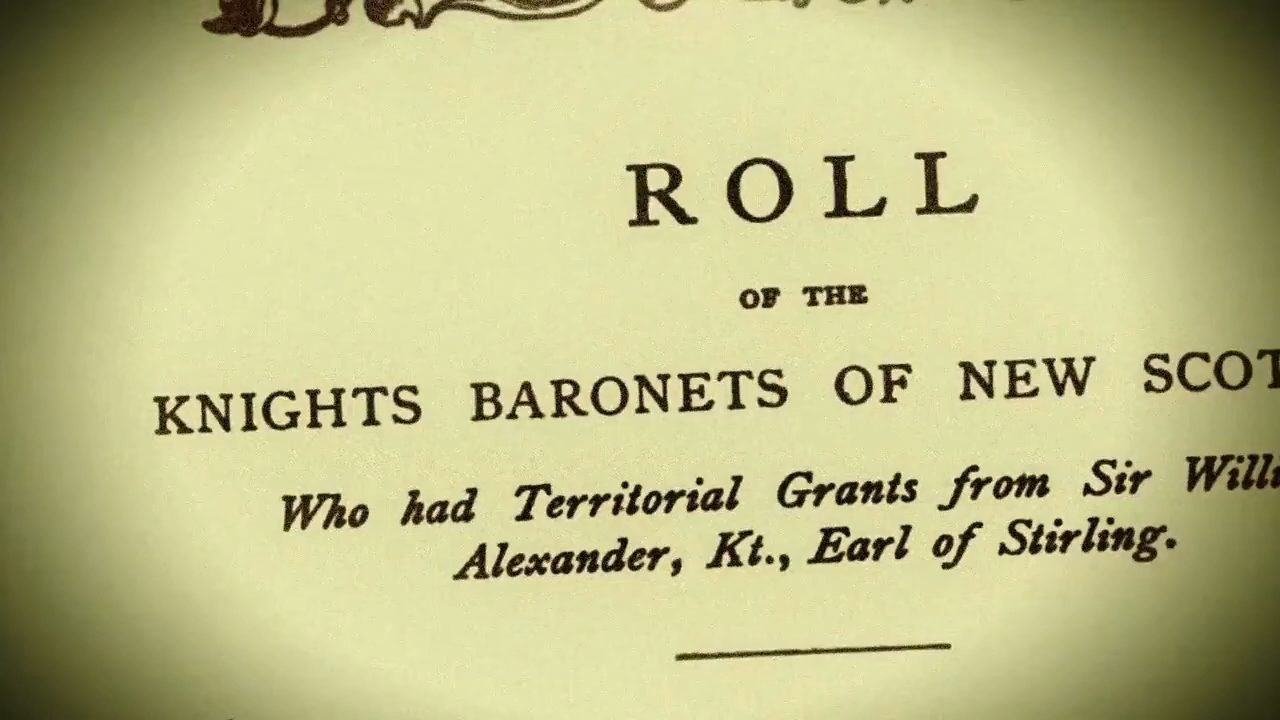 ROLL
OF THE
KNIGHTS BARONETS OF NEW SCOT
Who had Territorial Grants from Sir Willi
Alexander, Kt., Earl of Stirling.